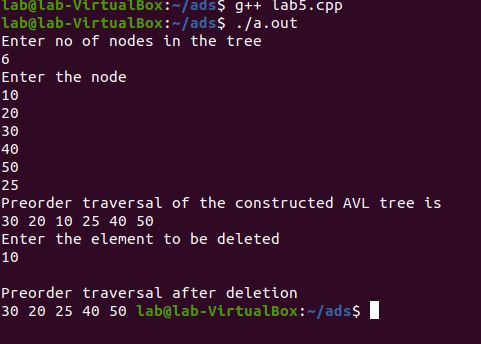 lab@lab-VirtualBox:~/ads$ g++ lab5.cpp
lab@lab-VirtualBox:~/ads$ ./a.out
Enter no of nodes in the tree
6
Enter the node
10
20
30
40
50
25
Preorder traversal of the constructed AVL tree is
30 20 10 25 40 50
Enter the element to be deleted
10

Preorder traversal after deletion
30 20 25 40 50 lab@lab-VirtualBox:~/ads$